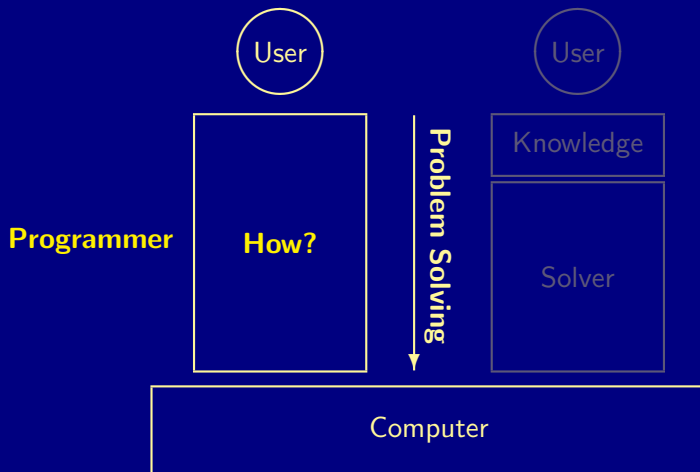 User
User
Knowledge
Programmer
How?
Problem Solving
Solver
Computer